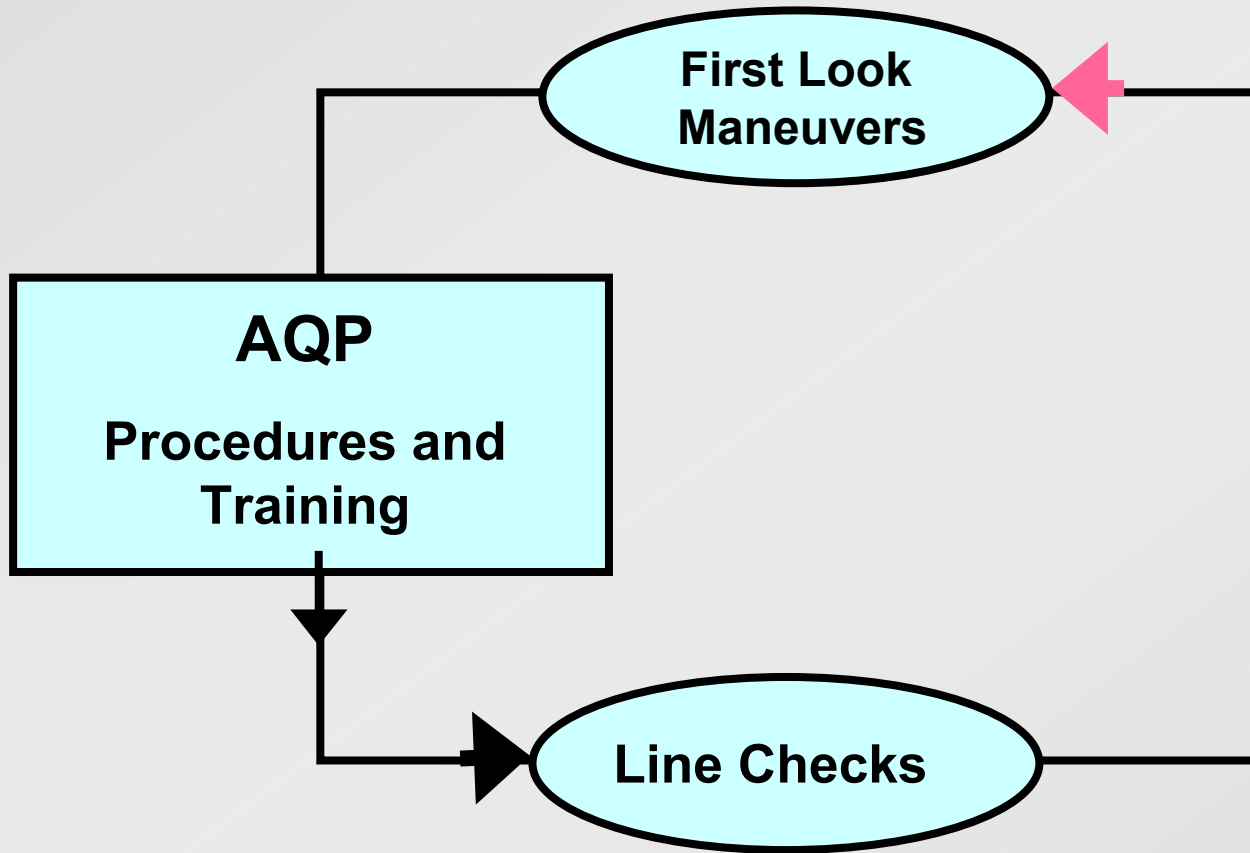 First Look
Maneuvers
AQP
Procedures and
Training
Line Checks